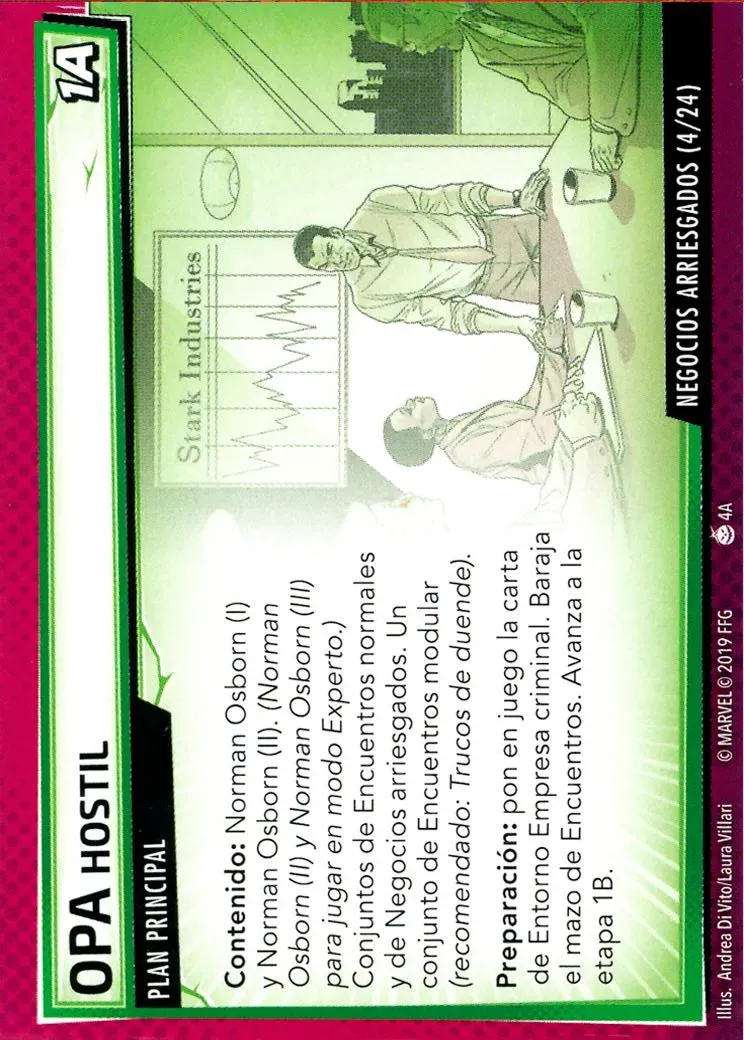 OPA HOSTIL
1A
PLAN PRINCIPAL
Stark Industries
Contenido: Norman Osborn (I)
y Norman Osborn (II). (Norman
Osborn (II) y Norman Osborn (III)
para jugar en modo Experto.)
Conjuntos de Encuentros normales
y de Negocios arriesgados. Un
conjunto de Encuentros modular
(recomendado: Trucos de duende).
Preparación: pon en juego la carta
de Entorno Empresa criminal. Baraja
el mazo de Encuentros. Avanza a la
etapa 1B.
NEGOCIOS ARRIESGADOS (4/24)
Illus. Andrea Di Vito/Laura Villari © MARVEL © 2019 FFG 4A